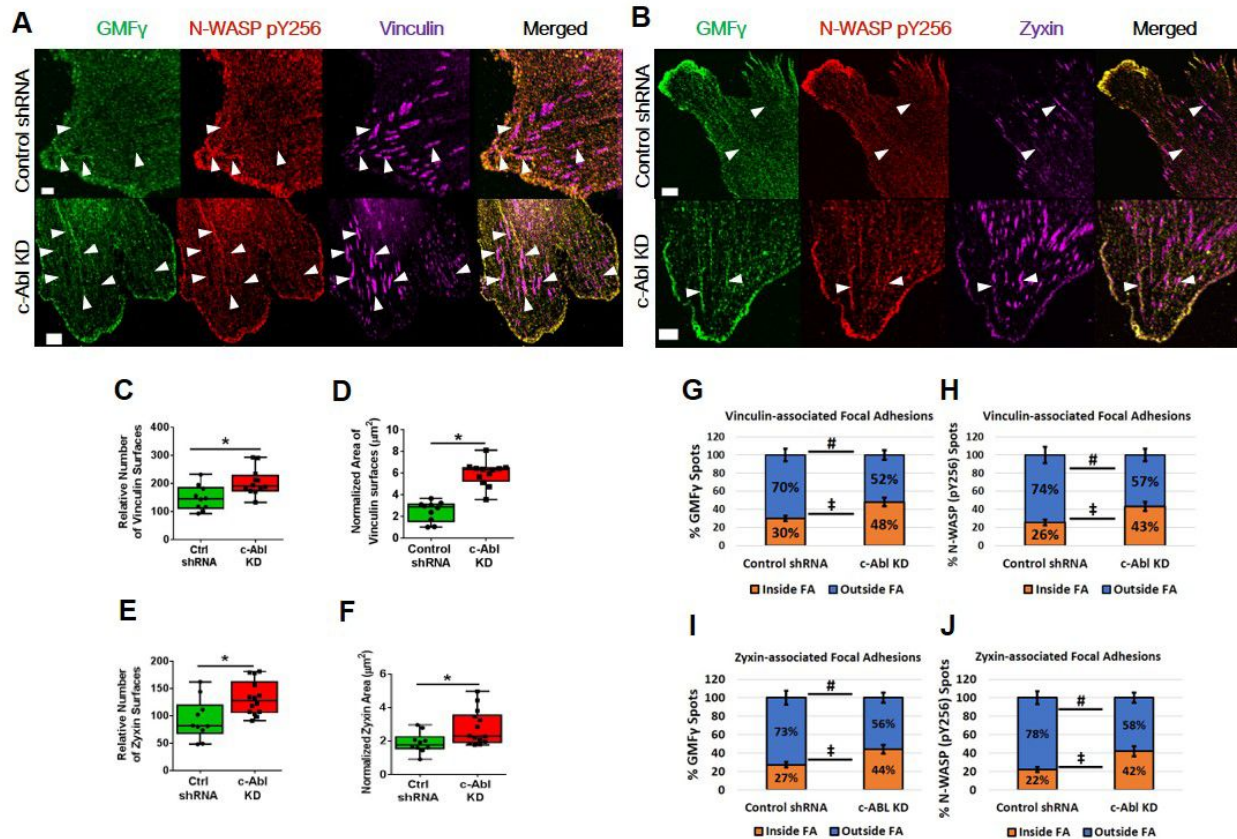 A
GMFγ N-WASP pY256 Vinculin Merged
Control shRNA
c-Abl KD
B
GMFγ N-WASP pY256 Zyxin Merged
Control shRNA
c-Abl KD
C
Relative Number
of Vinculin Surfaces
400
300
200
100
0
*
Ctrl
shRNA
c-Abl
KD
D
Normalized Area of
Vinculin surfaces (μm²)
10
8
6
4
2
0
*
Control
shRNA
c-Abl
KD
E
Relative Number
of Zyxin Surfaces
200
150
100
50
0
*
Ctrl
shRNA
c-Abl
KD
F
Normalized Zyxin Area (μm²)
6
4
2
0
*
Ctrl
shRNA
c-Abl
KD
G
Vinculin-associated Focal Adhesions
% GMFγ Spots
120
100
80
60
40
20
0
#
‡
70%
30%
52%
48%
Control shRNA c-Abl KD
Inside FA Outside FA
H
Vinculin-associated Focal Adhesions
% N-WASP (pY256) Spots
120
100
80
60
40
20
0
#
‡
74%
26%
57%
43%
Control shRNA c-Abl KD
Inside FA Outside FA
I
Zyxin-associated Focal Adhesions
% GMFγ Spots
120
100
80
60
40
20
0
#
‡
73%
27%
56%
44%
Control shRNA c-ABL KD
Inside FA Outside FA
J
Zyxin-associated Focal Adhesions
% N-WASP (pY256) Spots
120
100
80
60
40
20
0
#
‡
78%
22%
58%
42%
Control shRNA c-Abl KD
Inside FA Outside FA